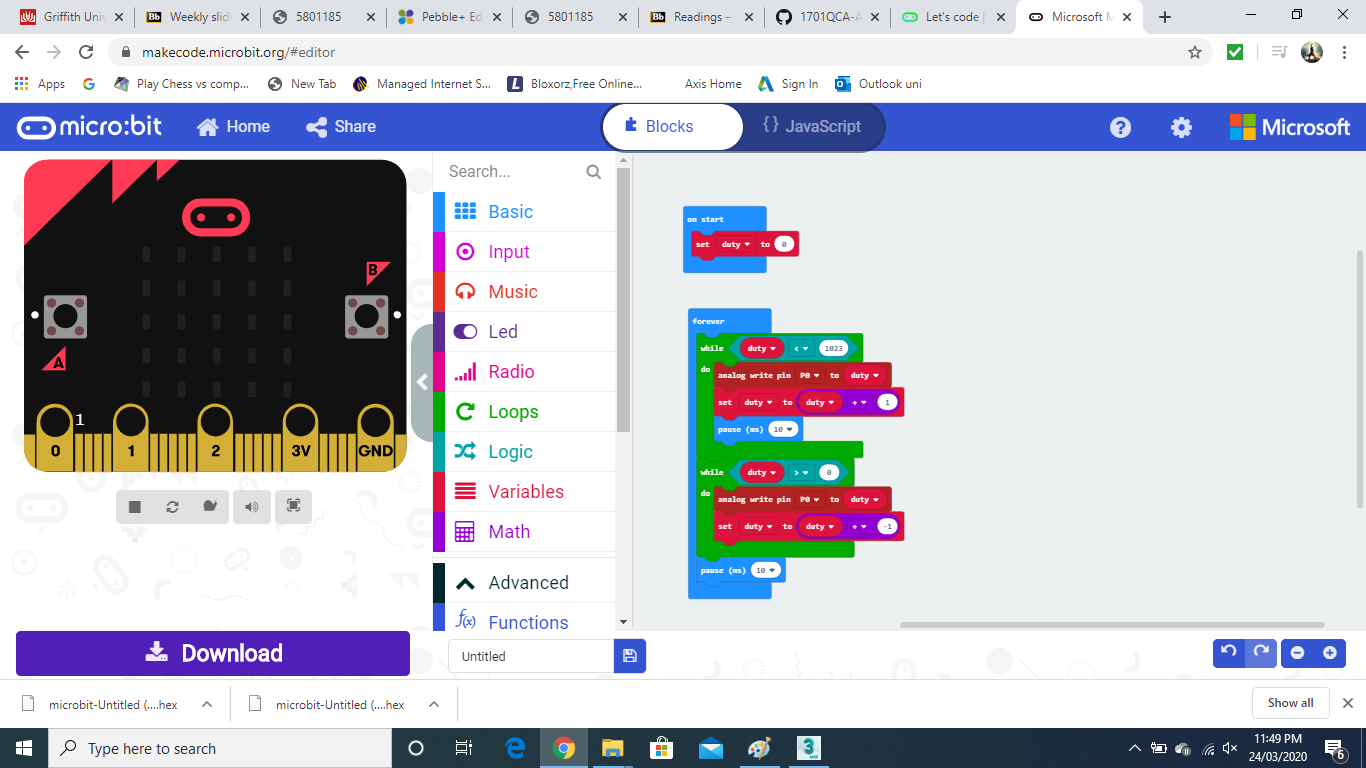 Griffith Univ
Weekly slide
5801185
Pebble+ Edi
5801185
Readings –
1701QCA-A
Let's code |
Microsoft M
makecode.microbit.org/#editor
Apps
Play Chess vs comp...
New Tab
Managed Internet S...
Bloxorz,Free Online...
Axis Home
Sign In
Outlook uni
micro:bit
Home
Share
Blocks
{} JavaScript
Microsoft
Search...
Basic
Input
Music
Led
Radio
Loops
Logic
Variables
Math
Advanced
Functions
B
A
1
0 1 2 3V GND
on start
set duty to 0
forever
while duty < 1023
do
analog write pin P0 to duty
set duty to duty + 1
pause (ms) 10
while duty > 0
do
analog write pin P0 to duty
set duty to duty + -1
pause (ms) 10
Download
Untitled
microbit-Untitled (....hex
microbit-Untitled (....hex
Show all
Type here to search
11:49 PM
24/03/2020
6